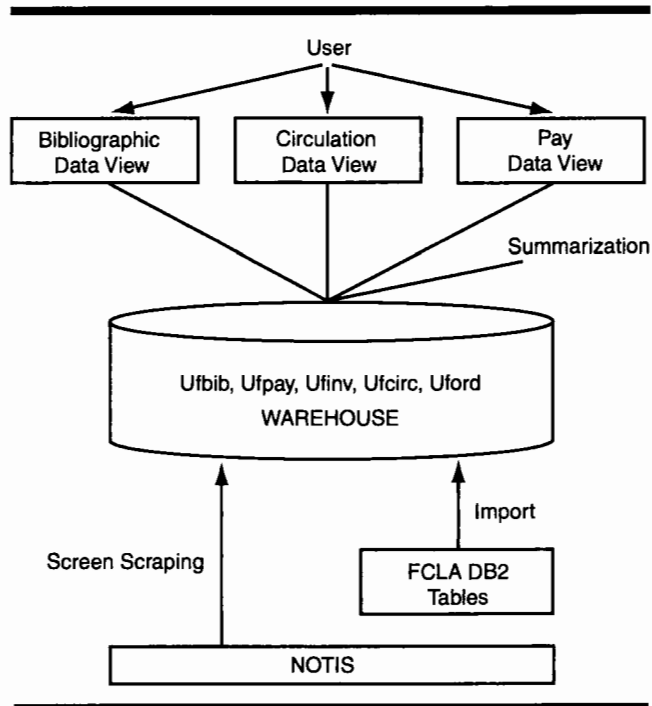 User
Bibliographic
Data View
Circulation
Data View
Pay
Data View
Summarization
Ufbib, Ufpay, Ufinv, Ufcirc, Uford
WAREHOUSE
Import
Screen Scraping
FCLA DB2
Tables
NOTIS